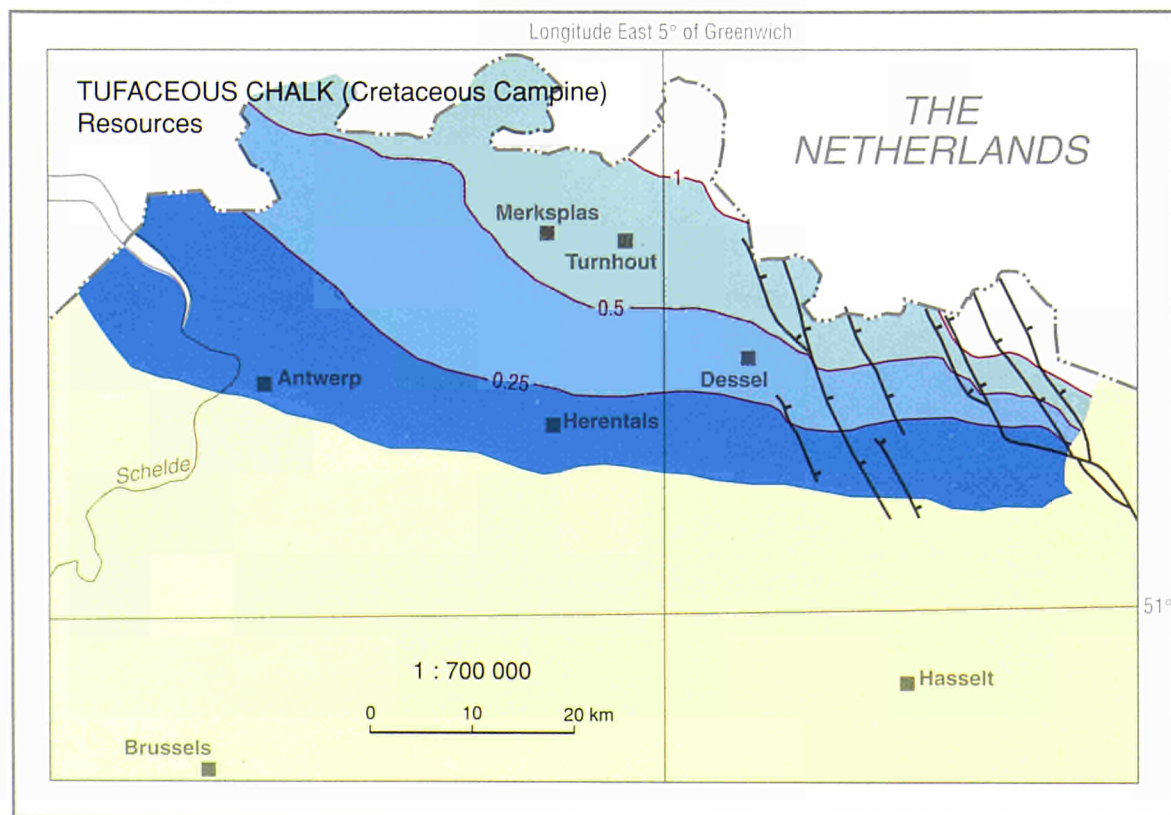 Longitude East 5° of Greenwich
TUFACEOUS CHALK (Cretaceous Campine)
Resources
THE
NETHERLANDS
1
Merksplas
Turnhout
0.5
Dessel
0.25
Antwerp
Herentals
Schelde
51°
1 : 700 000
Hasselt
0 10 20 km
Brussels